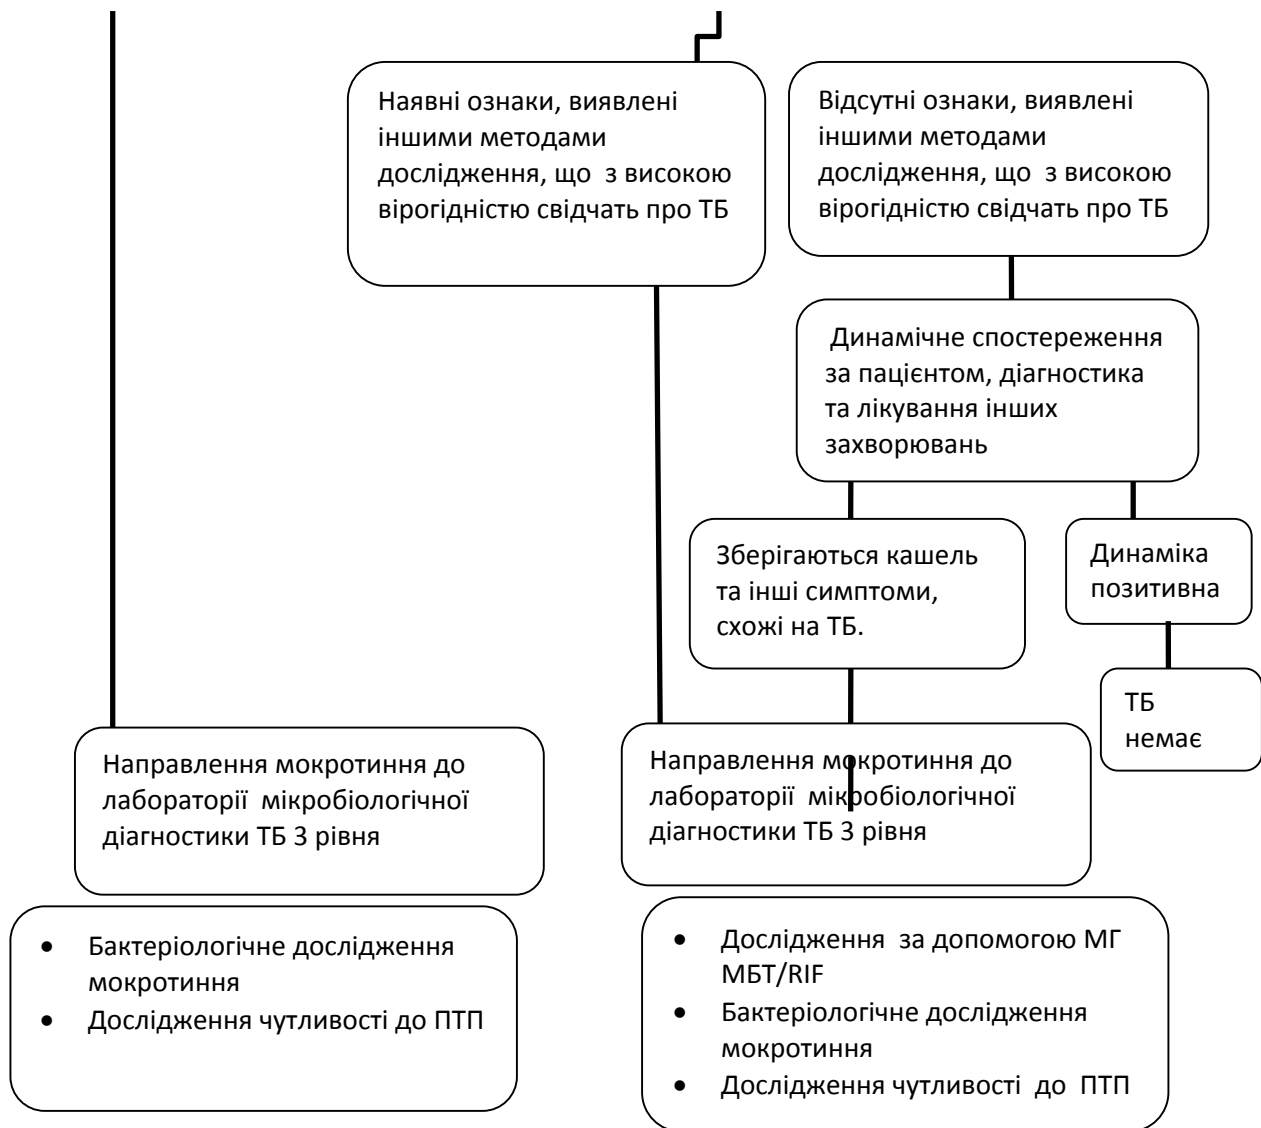 Наявні ознаки, виявлені
іншими методами
дослідження, що  з високою
вірогідністю свідчать про ТБ
Відсутні ознаки, виявлені
іншими методами
дослідження, що  з високою
вірогідністю свідчать про ТБ
Динамічне спостереження
за пацієнтом, діагностика
та лікування інших
захворювань
Зберігаються кашель
та інші симптоми,
схожі на ТБ.
Динаміка
позитивна
ТБ
немає
Направлення мокротиння до
лабораторії  мікробіологічної
діагностики ТБ 3 рівня
Направлення мокротиння до
лабораторії  мікробіологічної
діагностики ТБ 3 рівня
• Бактеріологічне дослідження
мокротиння
• Дослідження чутливості до ПТП
• Дослідження  за допомогою МГ
МБТ/RIF
• Бактеріологічне дослідження
мокротиння
• Дослідження чутливості  до  ПТП